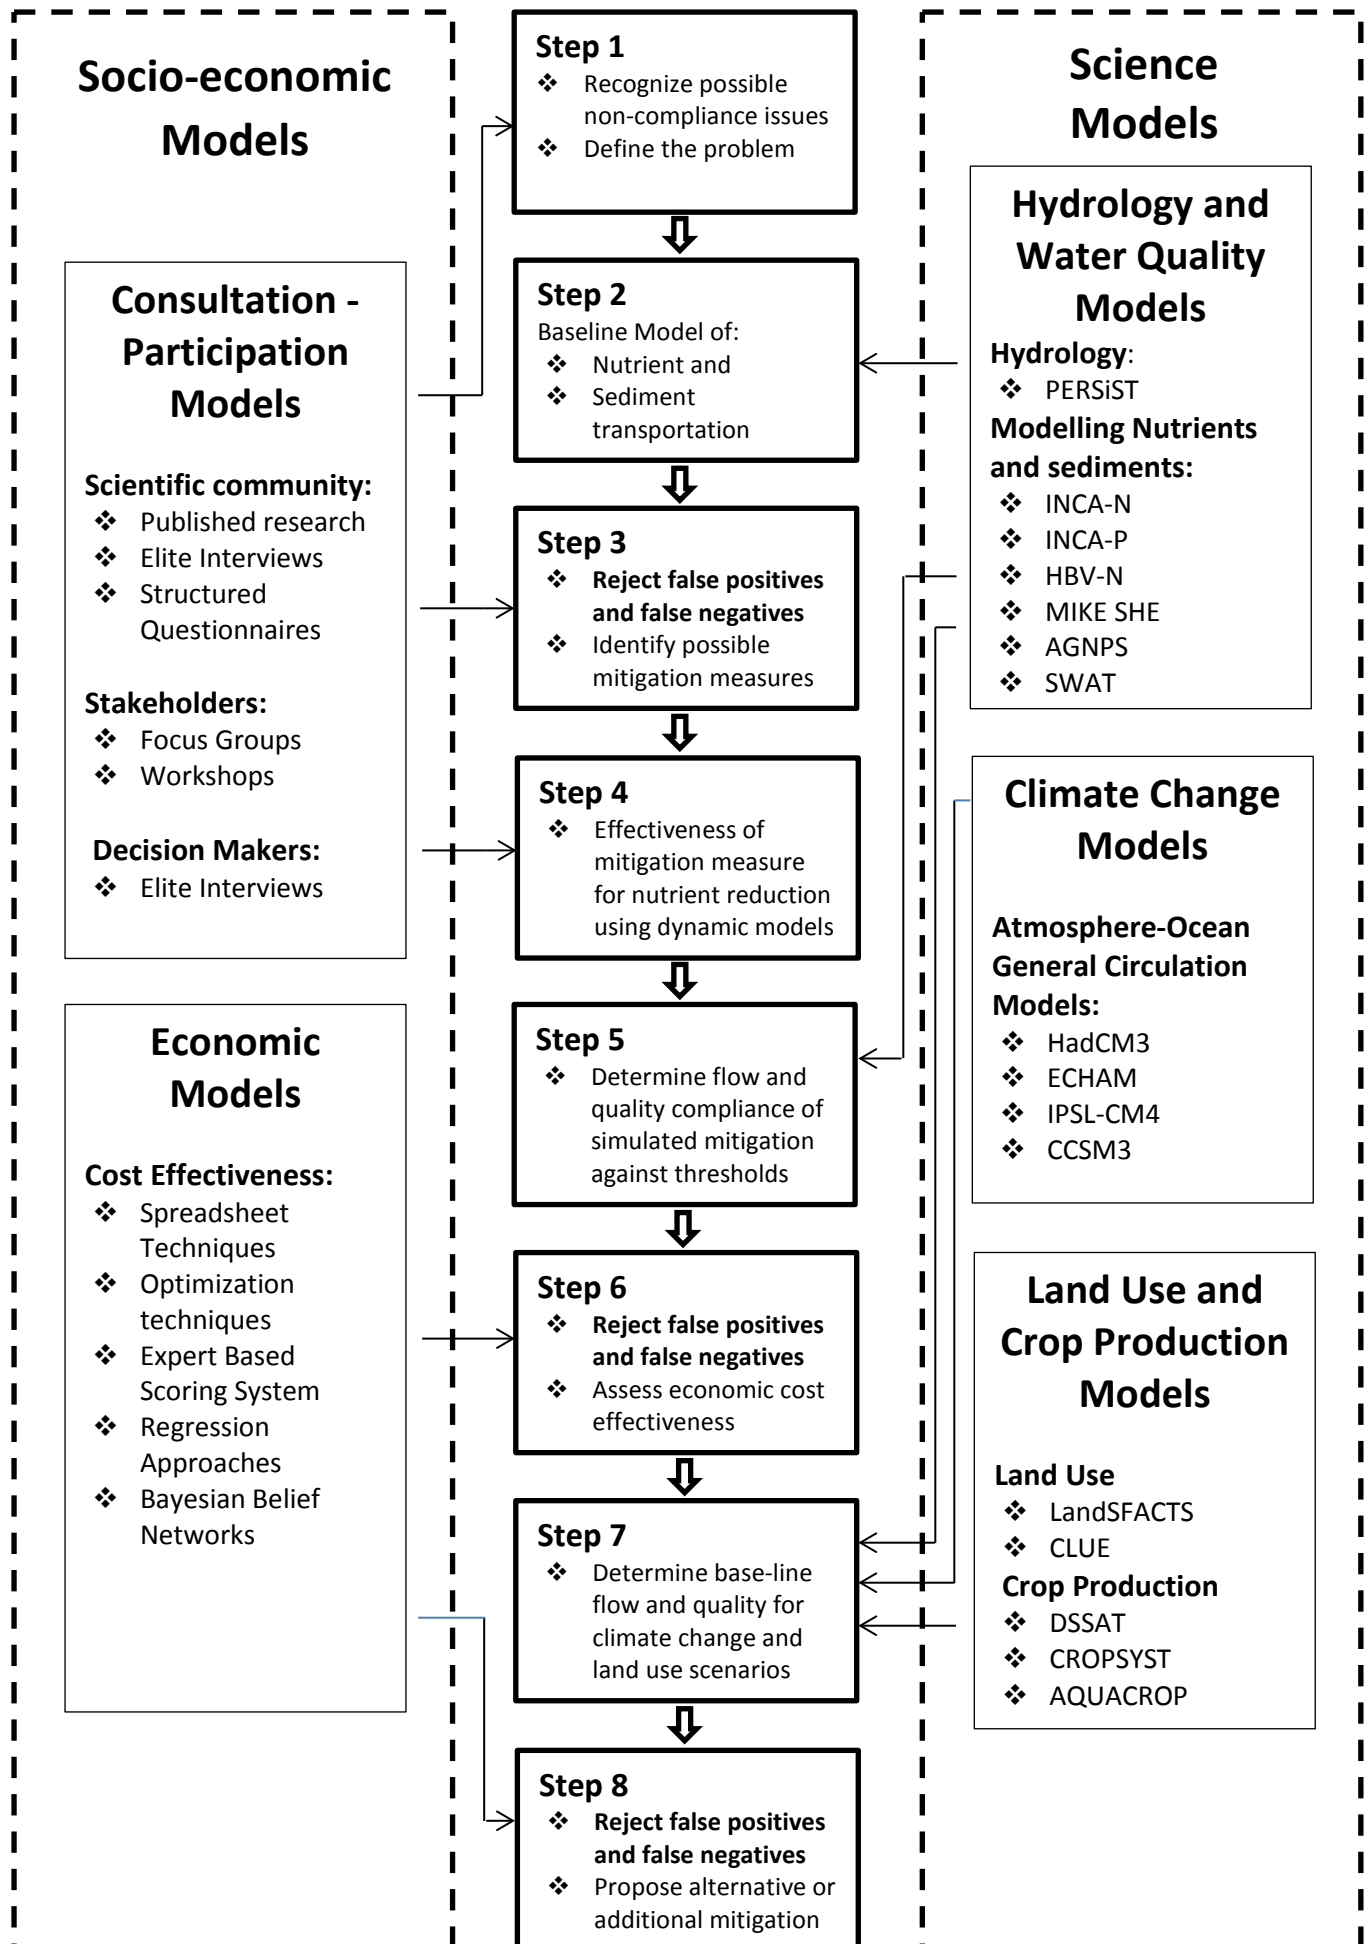 Socio-economic
Models
Consultation -
Participation
Models
Scientific community:
❖ Published research
❖ Elite Interviews
❖ Structured
Questionnaires
Stakeholders:
❖ Focus Groups
❖ Workshops
Decision Makers:
❖ Elite Interviews
Economic
Models
Cost Effectiveness:
❖ Spreadsheet
Techniques
❖ Optimization
techniques
❖ Expert Based
Scoring System
❖ Regression
Approaches
❖ Bayesian Belief
Networks
Step 1
❖ Recognize possible
non-compliance issues
❖ Define the problem
Step 2
Baseline Model of:
❖ Nutrient and
❖ Sediment
transportation
Step 3
❖ Reject false positives
and false negatives
❖ Identify possible
mitigation measures
Step 4
❖ Effectiveness of
mitigation measure
for nutrient reduction
using dynamic models
Step 5
❖ Determine flow and
quality compliance of
simulated mitigation
against thresholds
Step 6
❖ Reject false positives
and false negatives
❖ Assess economic cost
effectiveness
Step 7
❖ Determine base-line
flow and quality for
climate change and
land use scenarios
Step 8
❖ Reject false positives
and false negatives
❖ Propose alternative or
additional mitigation
Science
Models
Hydrology and
Water Quality
Models
Hydrology:
❖ PERSiST
Modelling Nutrients
and sediments:
❖ INCA-N
❖ INCA-P
❖ HBV-N
❖ MIKE SHE
❖ AGNPS
❖ SWAT
Climate Change
Models
Atmosphere-Ocean
General Circulation
Models:
❖ HadCM3
❖ ECHAM
❖ IPSL-CM4
❖ CCSM3
Land Use and
Crop Production
Models
Land Use
❖ LandSFACTS
❖ CLUE
Crop Production
❖ DSSAT
❖ CROPSYST
❖ AQUACROP